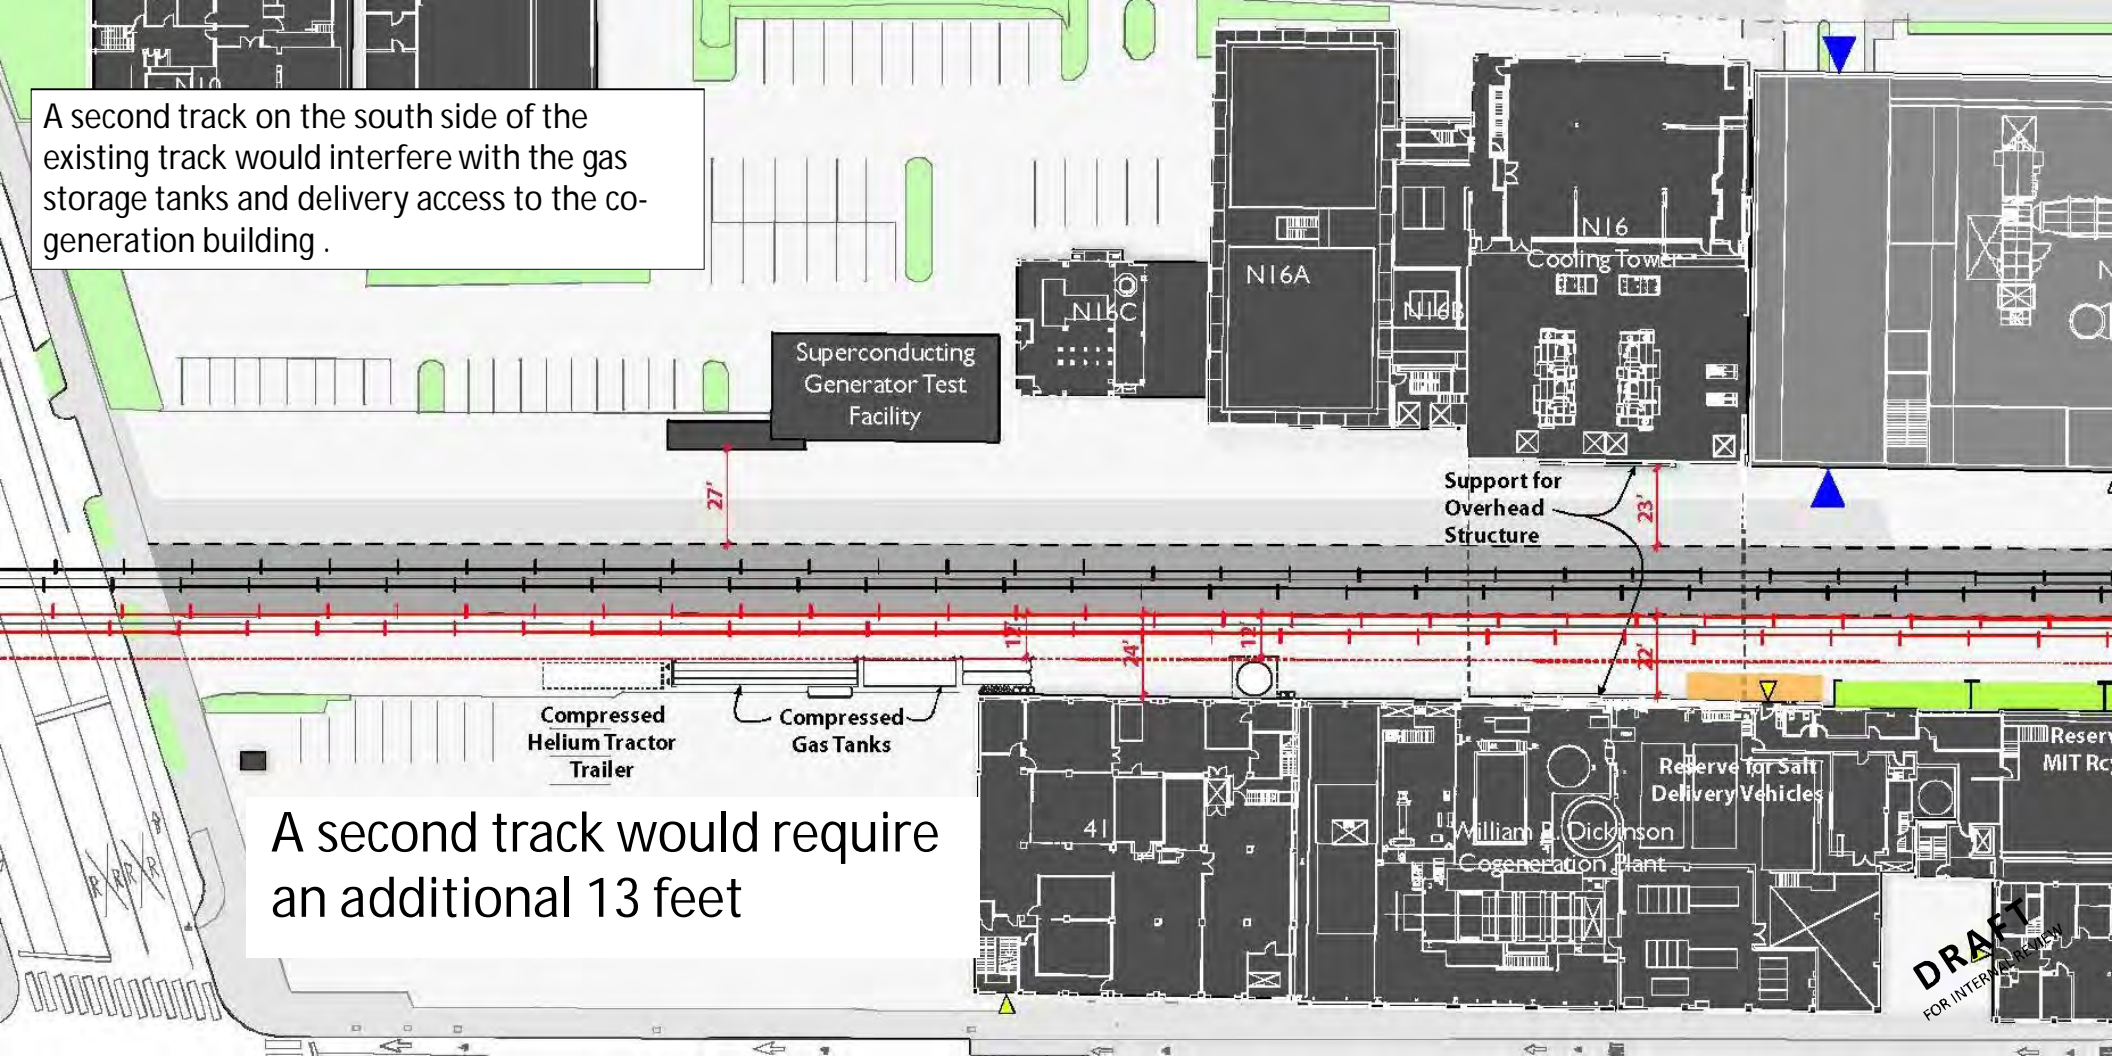 A second track on the south side of the
existing track would interfere with the gas
storage tanks and delivery access to the co-
generation building .
N16
Cooling Tower
N16A
N16B
N16C
Superconducting
Generator Test
Facility
Support for
Overhead
Structure
27'
23'
12'
24'
12'
22'
Compressed
Helium Tractor
Trailer
Compressed
Gas Tanks
Reserve for Salt
Delivery Vehicles
Reserv
MIT Rcy
41
William R. Dickinson
Cogeneration Plant
A second track would require
an additional 13 feet
R R R R
DRAFT
FOR INTERNAL REVIEW